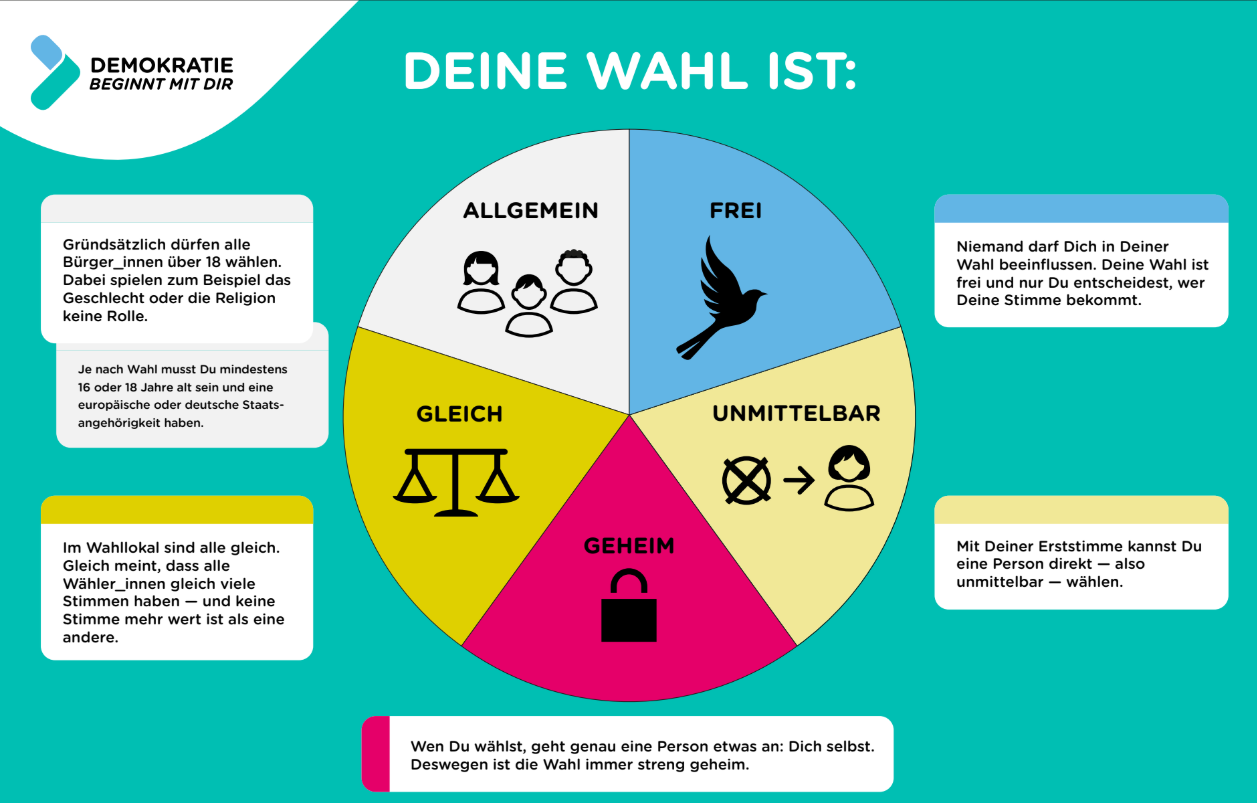 DEMOKRATIE
BEGINNT MIT DIR
DEINE WAHL IST:
ALLGEMEIN
FREI
GLEICH
UNMITTELBAR
GEHEIM
Gründsätzlich dürfen alle
Bürger_innen über 18 wählen.
Dabei spielen zum Beispiel das
Geschlecht oder die Religion
keine Rolle.
Je nach Wahl musst Du mindestens
16 oder 18 Jahre alt sein und eine
europäische oder deutsche Staats-
angehörigkeit haben.
Im Wahllokal sind alle gleich.
Gleich meint, dass alle
Wähler_innen gleich viele
Stimmen haben — und keine
Stimme mehr wert ist als eine
andere.
Niemand darf Dich in Deiner
Wahl beeinflussen. Deine Wahl ist
frei und nur Du entscheidest, wer
Deine Stimme bekommt.
Mit Deiner Erststimme kannst Du
eine Person direkt — also
unmittelbar — wählen.
Wen Du wählst, geht genau eine Person etwas an: Dich selbst.
Deswegen ist die Wahl immer streng geheim.